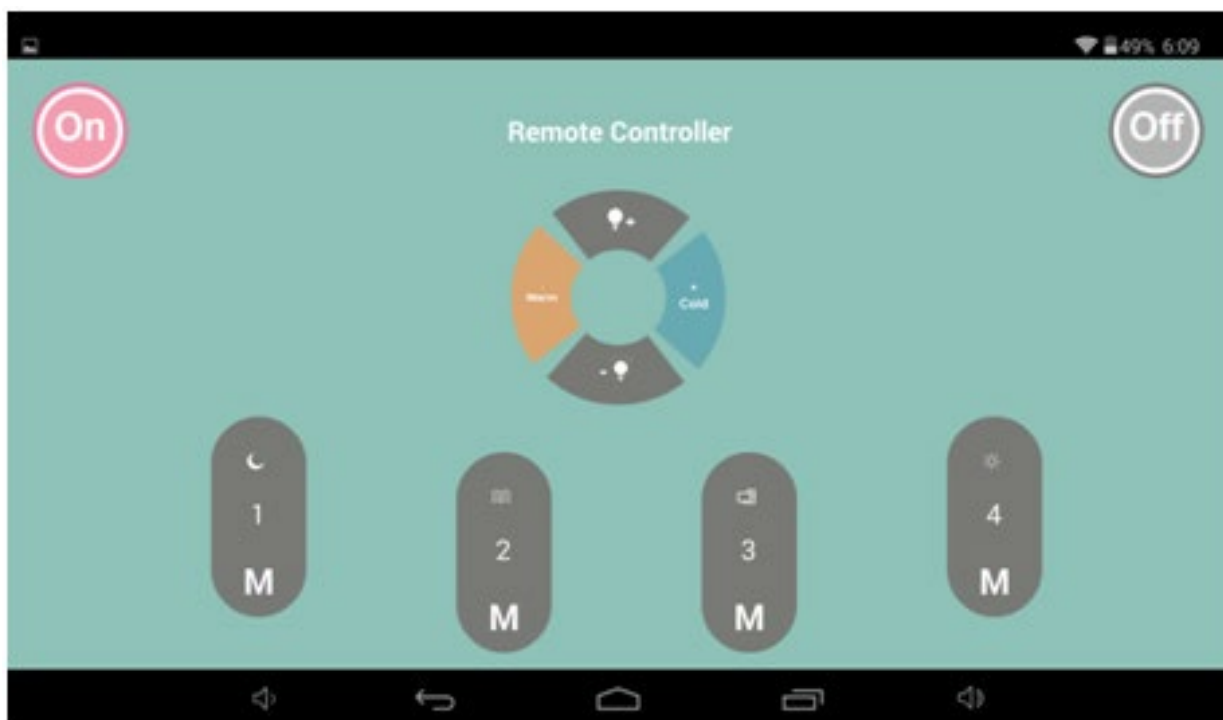 49% 6:09
On
Remote Controller
Off
+
-
Warm
+
Cold
-
1
M
2
M
3
M
4
M